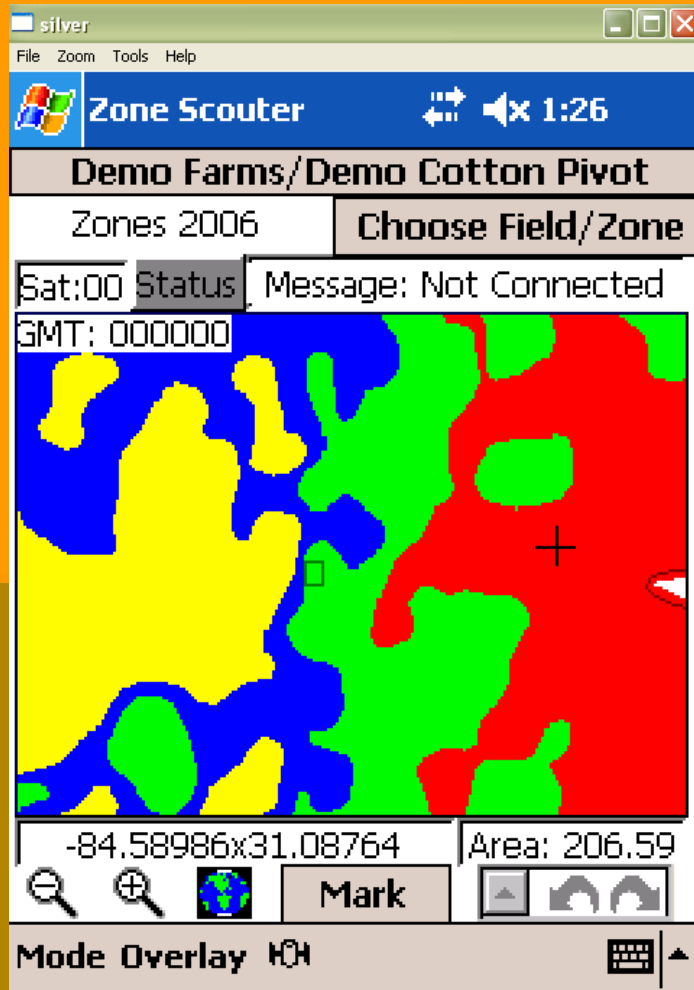 silver
File Zoom Tools Help
Zone Scouter 1:26
Demo Farms/Demo Cotton Pivot
Zones 2006 Choose Field/Zone
Sat:00 Status Message: Not Connected
GMT: 000000
-84.58986x31.08764 Area: 206.59
Mark
Mode Overlay